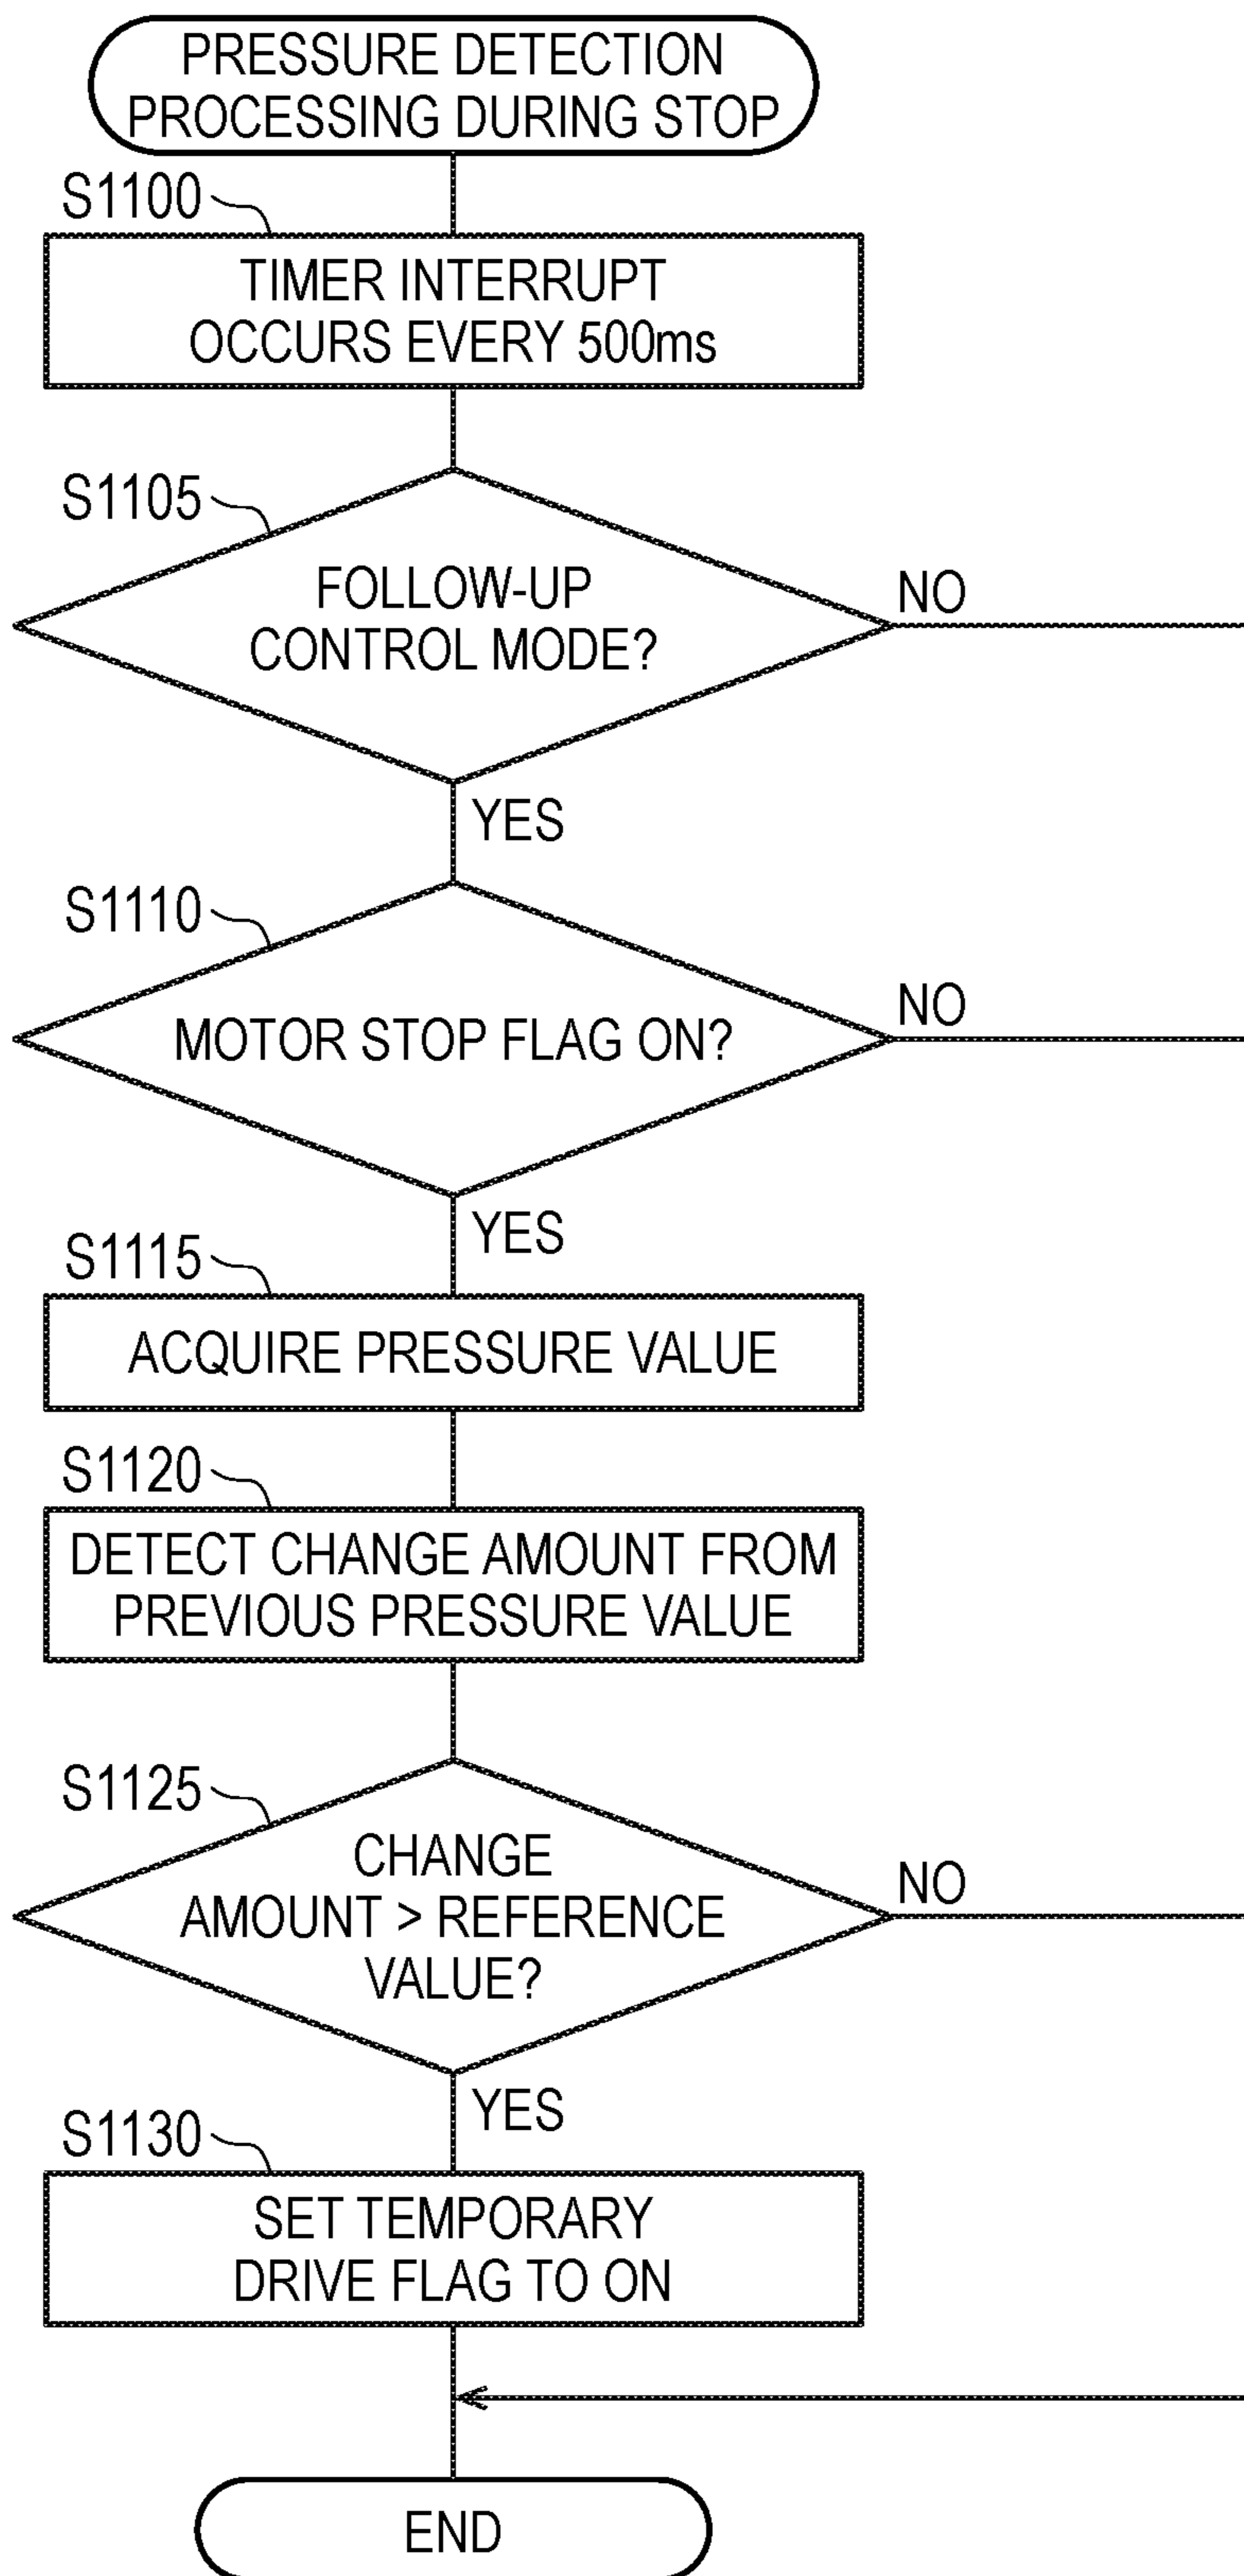 PRESSURE DETECTION
PROCESSING DURING STOP
S1100
TIMER INTERRUPT
OCCURS EVERY 500ms
S1105
FOLLOW-UP
CONTROL MODE?
NO
YES
S1110
MOTOR STOP FLAG ON?
NO
YES
S1115
ACQUIRE PRESSURE VALUE
S1120
DETECT CHANGE AMOUNT FROM
PREVIOUS PRESSURE VALUE
S1125
CHANGE
AMOUNT > REFERENCE
VALUE?
NO
YES
S1130
SET TEMPORARY
DRIVE FLAG TO ON
END